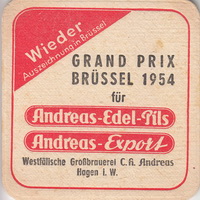 Wieder
Auszeichnung in Brüssel
GRAND PRIX
BRÜSSEL 1954
für
Andreas-Edel-Pils
Andreas-Export
Westfälische Großbrauerei C. A. Andreas
Hagen i. W.